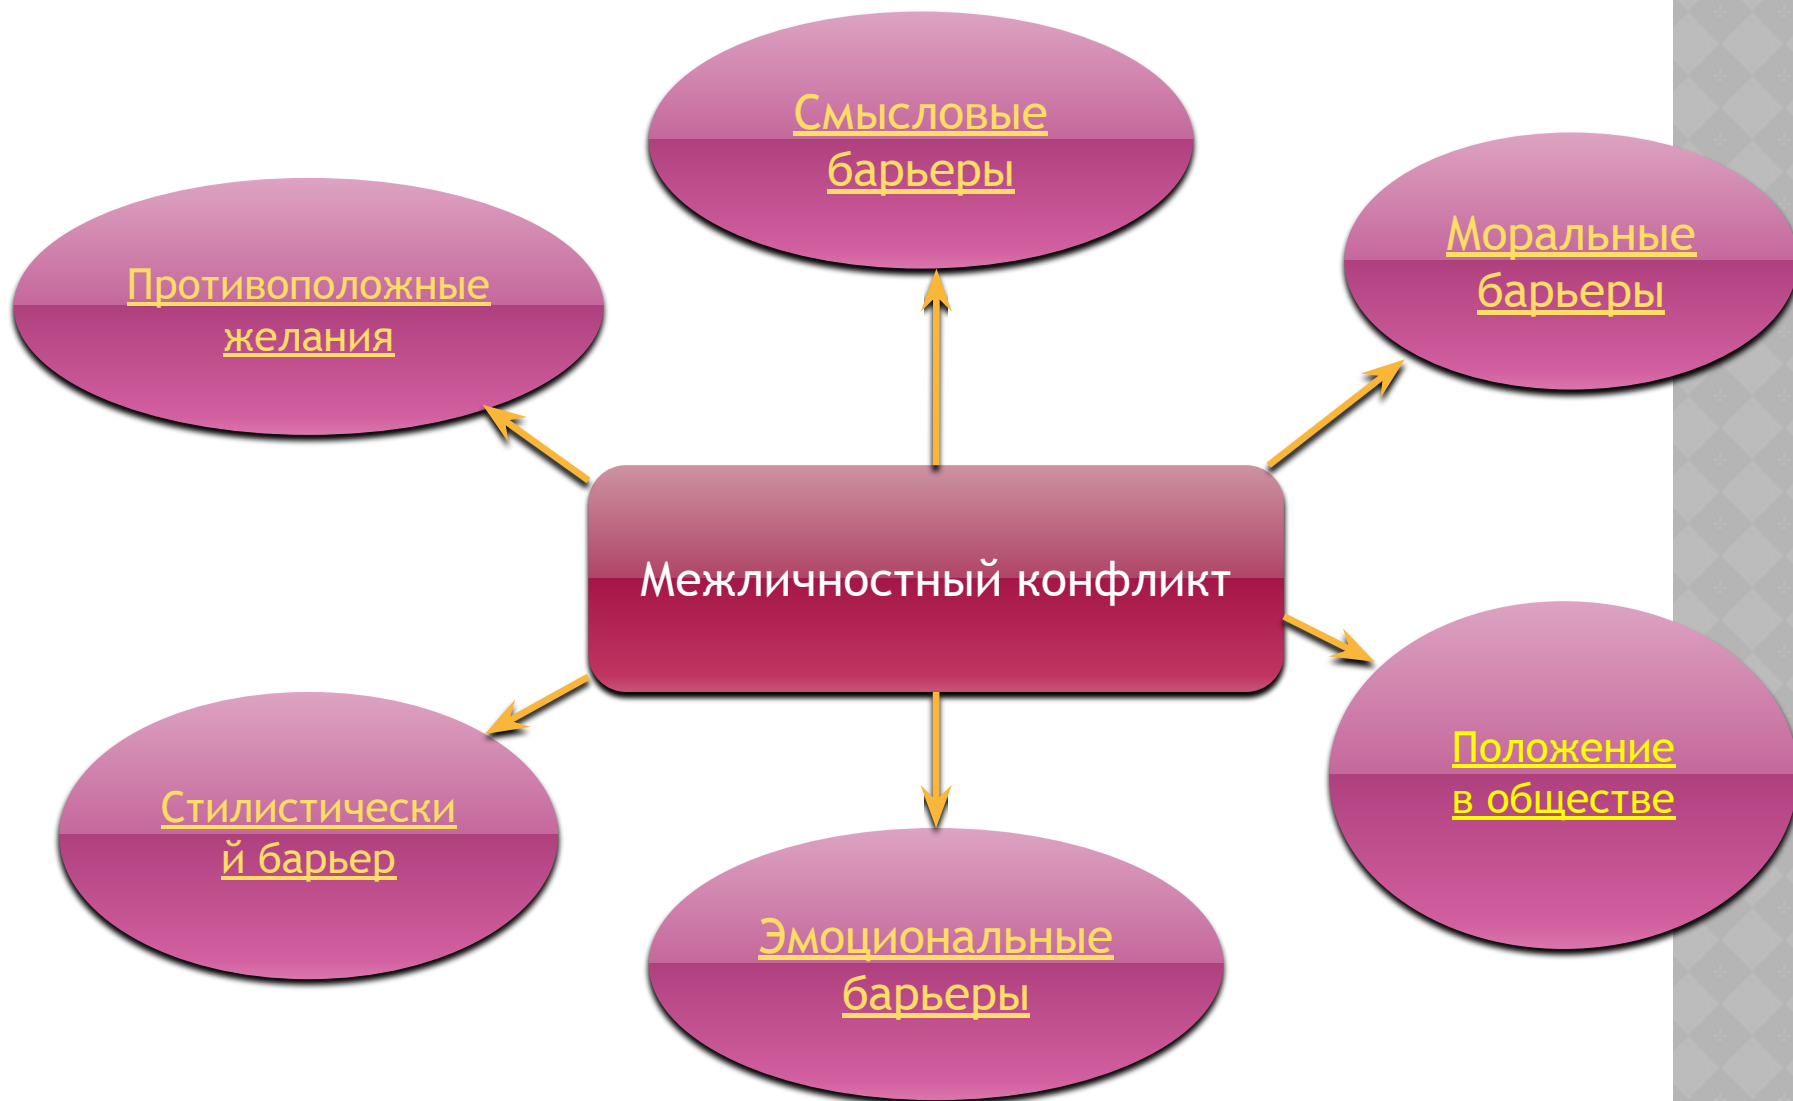 Смысловые
барьеры
Моральные
барьеры
Противоположные
желания
Межличностный конфликт
Положение
в обществе
Стилистически
й барьер
Эмоциональные
барьеры